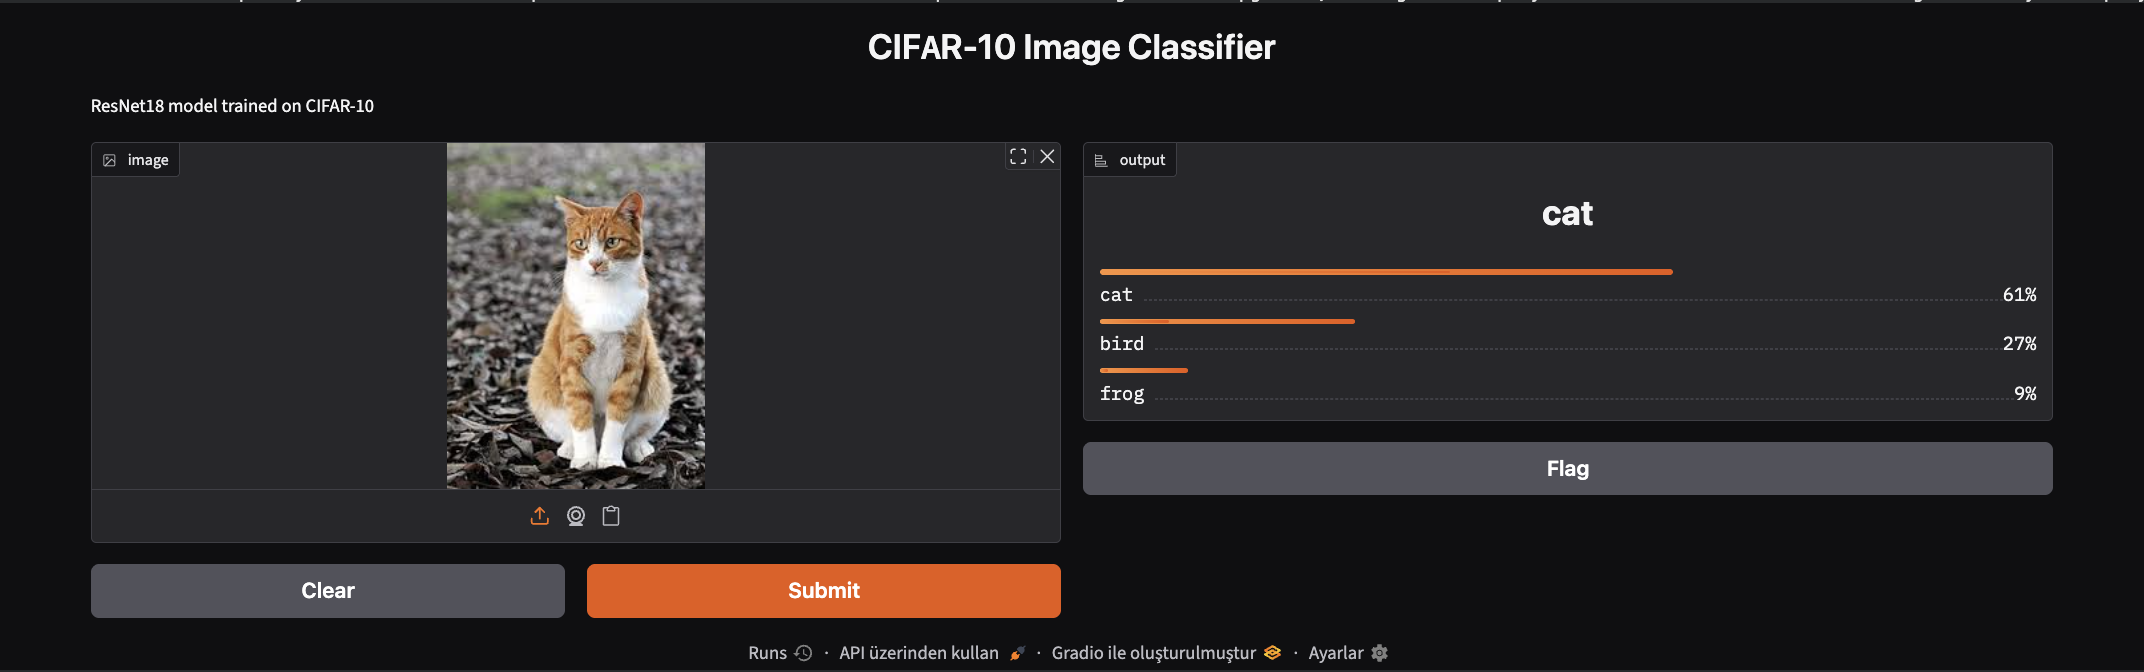 CIFAR-10 Image Classifier
ResNet18 model trained on CIFAR-10
image
output
cat
cat 61%
bird 27%
frog 9%
Flag
Clear
Submit
Runs · API üzerinden kullan · Gradio ile oluşturulmuştur · Ayarlar